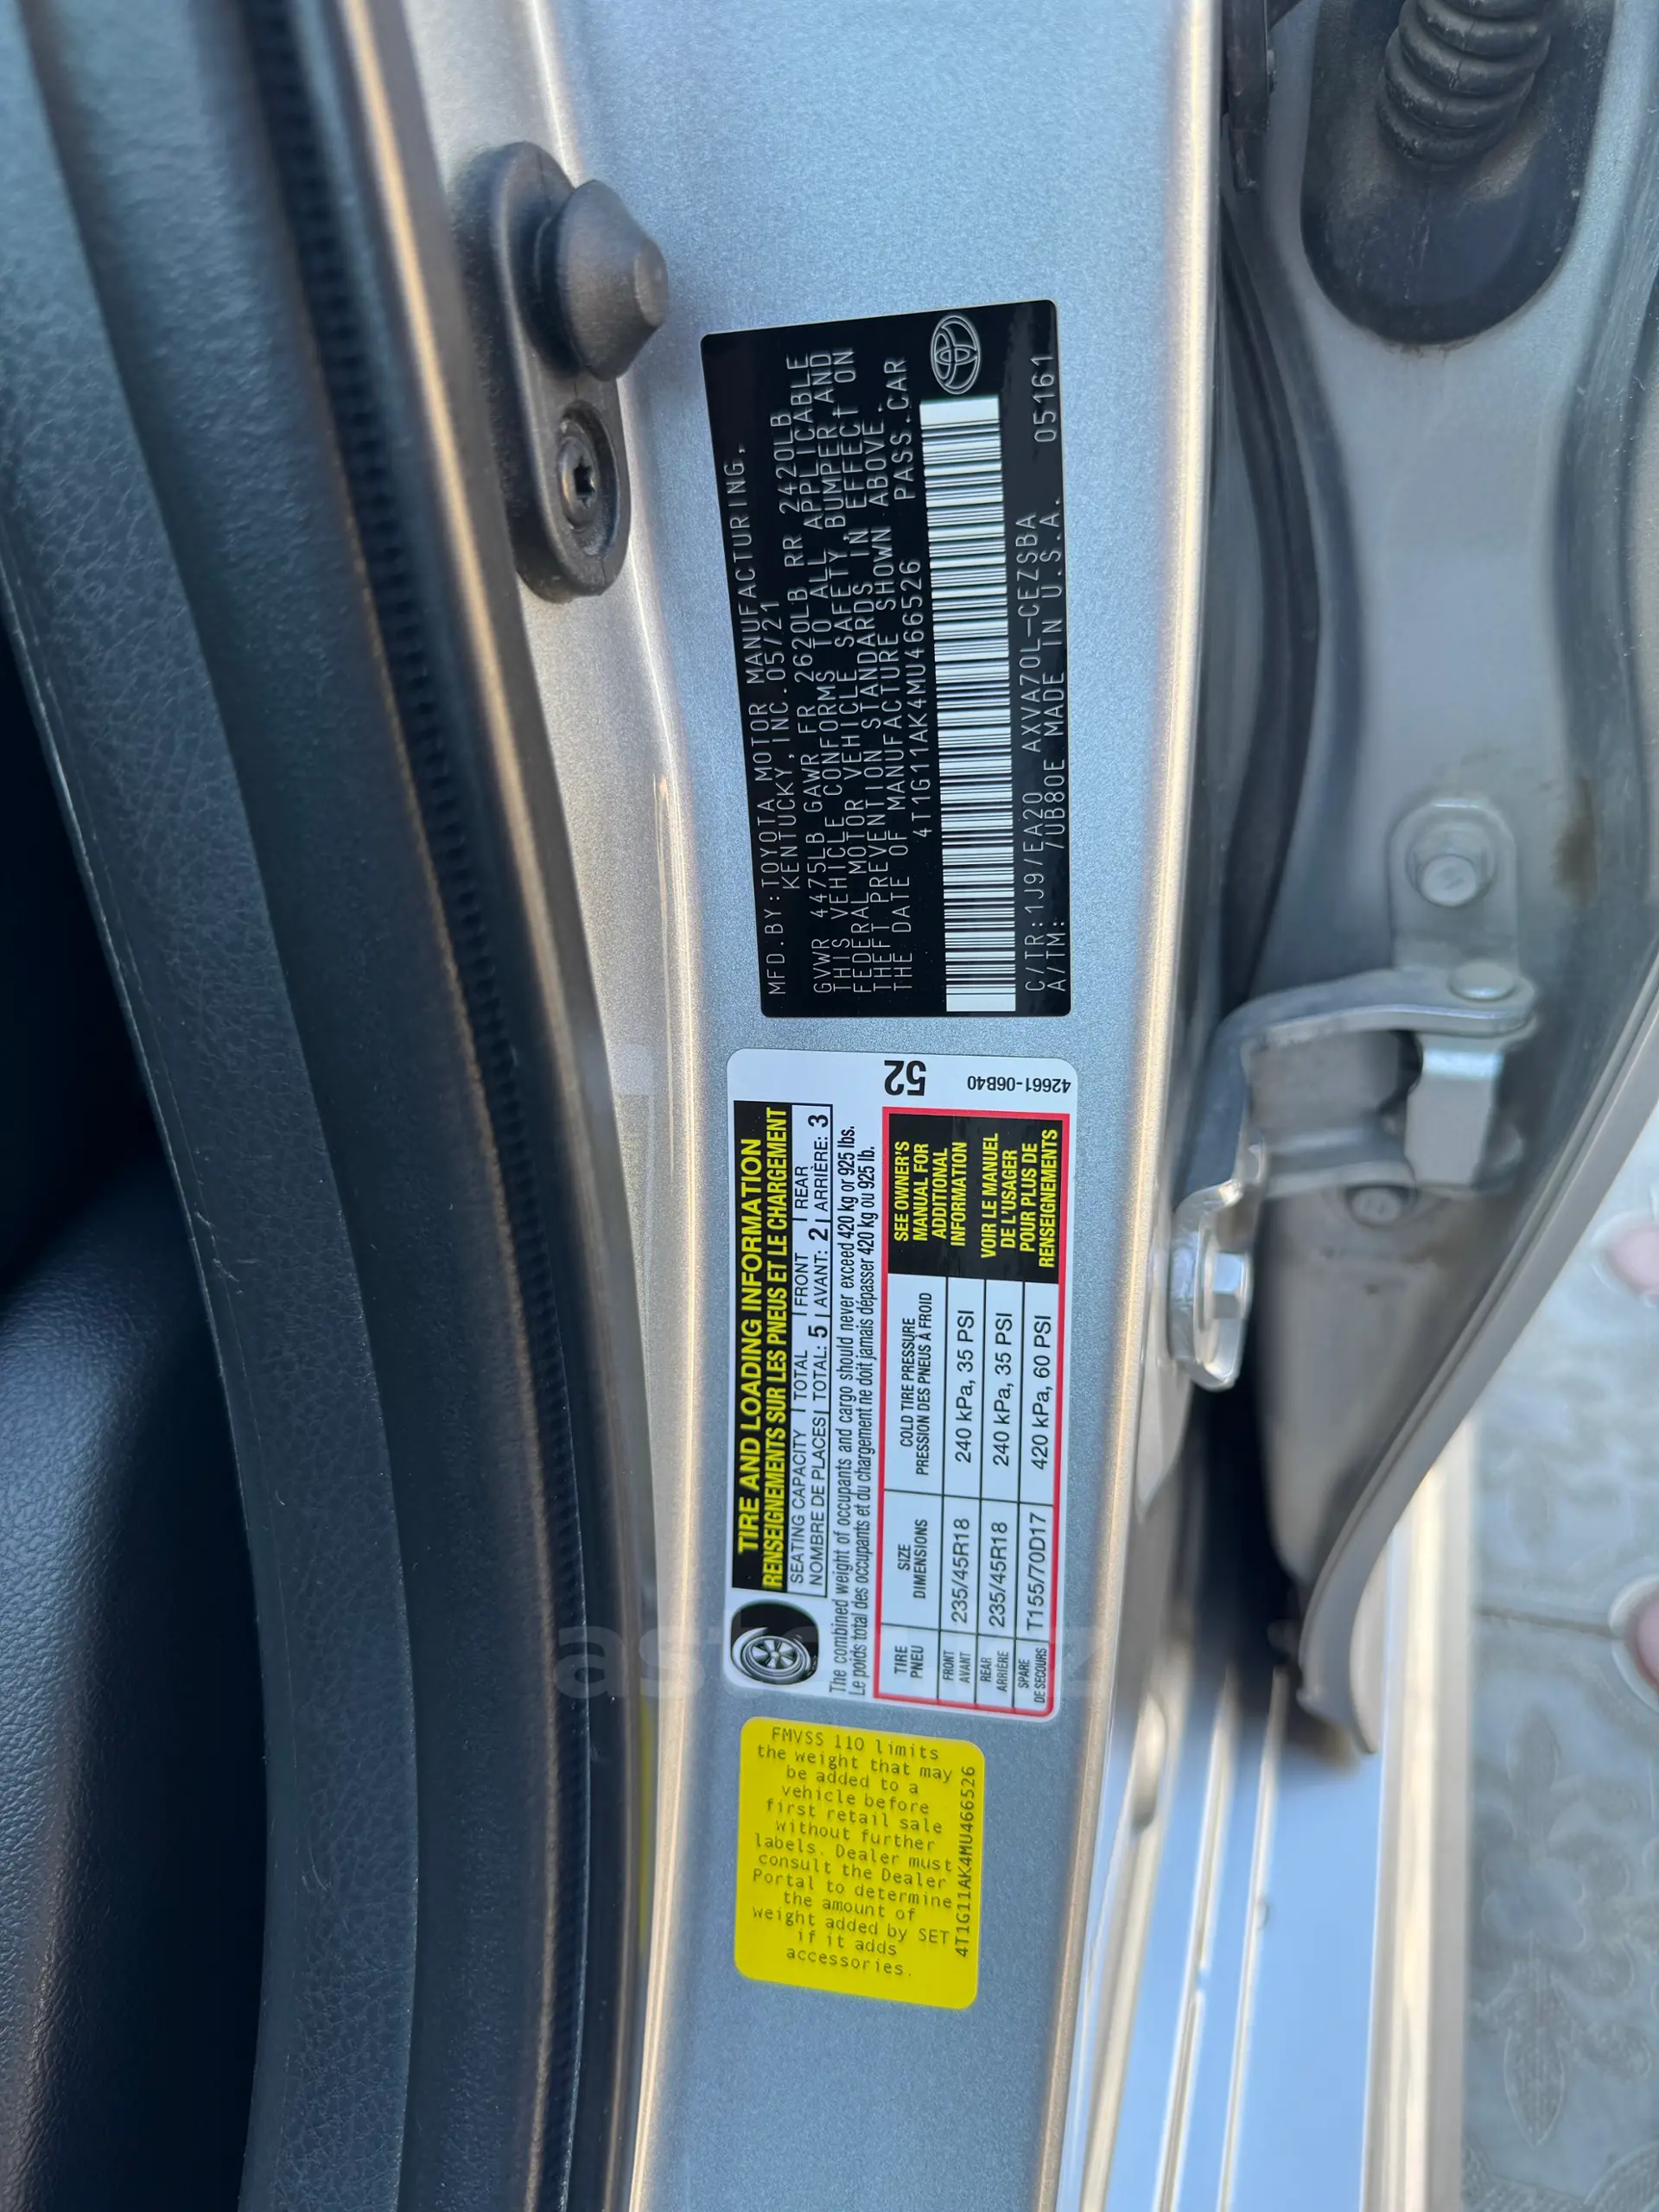 MFD.BY:TOYOTA MOTOR MANUFACTURING,
KENTUCKY,INC.05/21
GVWR 4475LB GAWR FR 2620LB RR 2420LB
THIS VEHICLE CONFORMS TO ALL APPLICABLE
FEDERAL MOTOR VEHICLE SAFETY,BUMPER,AND
THEFT PREVENTION STANDARDS IN EFFECT ON
THE DATE OF MANUFACTURE SHOWN ABOVE.
4T1G11AK4MU466526 PASS.CAR
C/TR:1J9/EA20 AXVA70L-CEZSBA
A/TM: /UB80E MADE IN U.S.A. 05161
TIRE AND LOADING INFORMATION
RENSEIGNEMENTS SUR LES PNEUS ET LE CHARGEMENT
SEATING CAPACITY TOTAL FRONT REAR
NOMBRE DE PLACES TOTAL: 5 AVANT: 2 ARRIÈRE: 3
The combined weight of occupants and cargo should never exceed 420 kg or 925 lbs.
Le poids total des occupants et du chargement ne doit jamais dépasser 420 kg ou 925 lb.
52
42661-06B40
TIRE SIZE COLD TIRE PRESSURE
PNEU DIMENSIONS PRESSION DES PNEUS À FROID
FRONT
AVANT 235/45R18 240 kPa, 35 PSI
REAR
ARRIÈRE 235/45R18 240 kPa, 35 PSI
SPARE
DE SECOURS T155/70D17 420 kPa, 60 PSI
SEE OWNER'S
MANUAL FOR
ADDITIONAL
INFORMATION
VOIR LE MANUEL
DE L'USAGER
POUR PLUS DE
RENSEIGNEMENTS
FMVSS 110 limits
the weight that may
be added to a
vehicle before
first retail sale
without further
labels. Dealer must
consult the Dealer
Portal to determine
the amount of
weight added by SET
if it adds
accessories.
4T1G11AK4MU466526